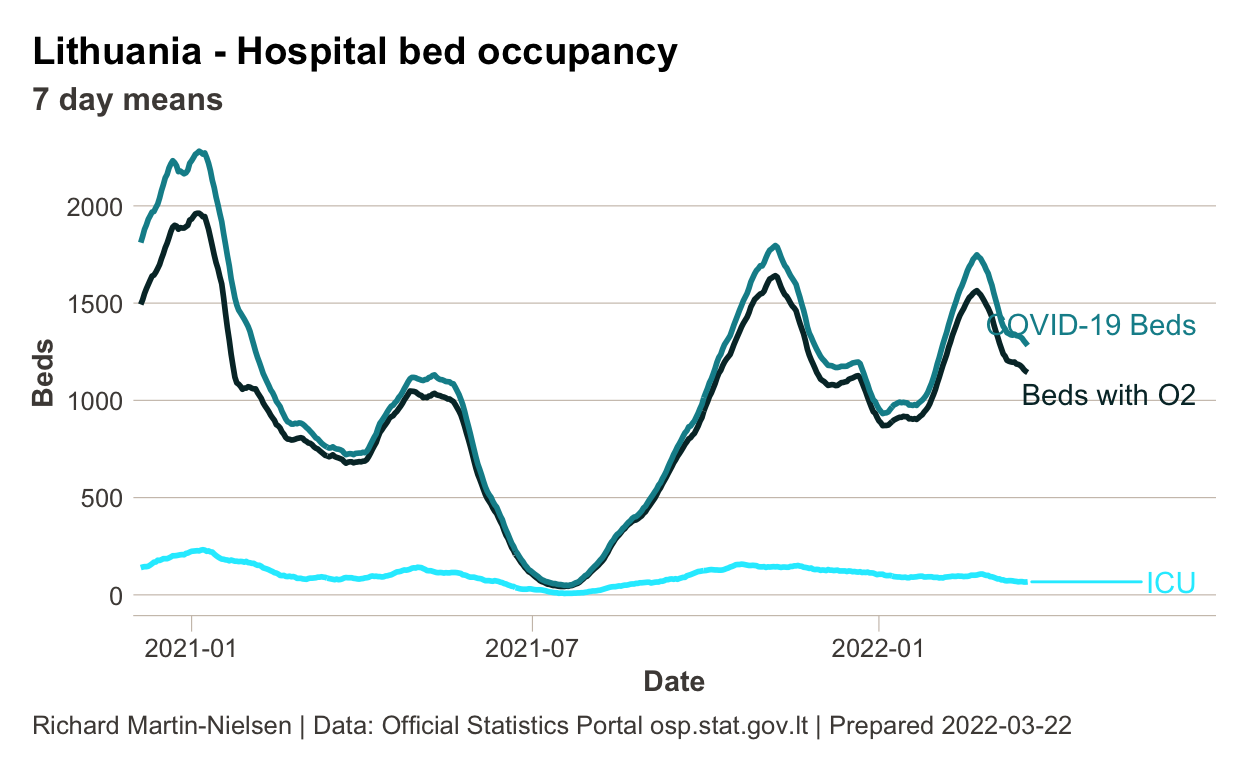 Lithuania - Hospital bed occupancy
7 day means
2000
1500
1000
500
0
Beds
COVID-19 Beds
Beds with O2
ICU
2021-01
2021-07
2022-01
Date
Richard Martin-Nielsen | Data: Official Statistics Portal osp.stat.gov.lt | Prepared 2022-03-22